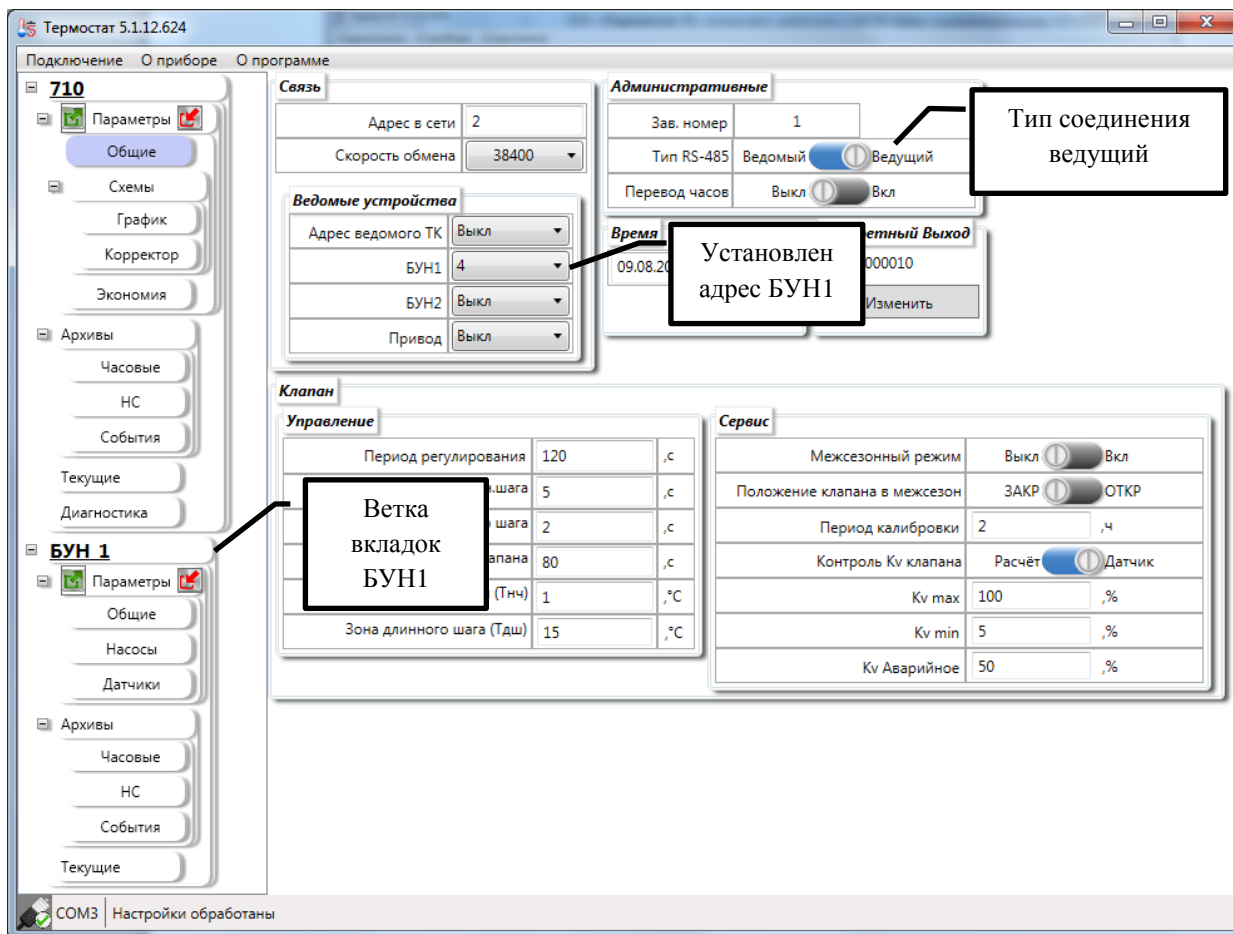 Термостат 5.1.12.624
Подключение О приборе О программе
710
Параметры
Общие
Схемы
График
Корректор
Экономия
Архивы
Часовые
НС
События
Текущие
Диагностика
БУН 1
Параметры
Общие
Насосы
Датчики
Архивы
Часовые
НС
События
Текущие
Связь
Адрес в сети 2
Скорость обмена 38400
Ведомые устройства
Адрес ведомого ТК Выкл
БУН1 4
БУН2 Выкл
Привод Выкл
Административные
Зав. номер 1
Тип RS-485 Ведомый Ведущий
Перевод часов Выкл Вкл
Время
09.08.20
Выход
000010
Изменить
Тип соединения
ведущий
Установлен
адрес БУН1
Ветка
вкладок
БУН1
Клапан
Управление
Период регулирования 120 ,с
.шага 5 ,с
шага 2 ,с
80 ,с
(Тнч) 1 ,°С
Зона длинного шага (Тдш) 15 ,°С
Сервис
Межсезонный режим Выкл Вкл
Положение клапана в межсезон ЗАКР ОТКР
Период калибровки 2 ,ч
Контроль Kv клапана Расчёт Датчик
Kv max 100 ,%
Kv min 5 ,%
Kv Аварийное 50 ,%
COM3 Настройки обработаны